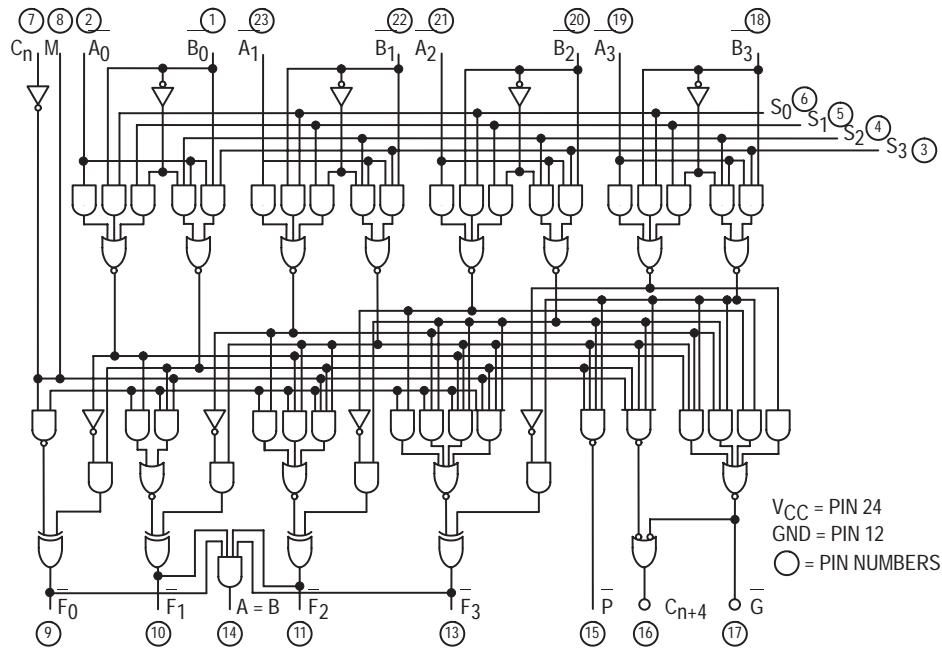 7 8 2 1 23 22 21 20 19 18
Cn M A0 B0 A1 B1 A2 B2 A3 B3
S0 6
S1 5
S2 4
S3 3
VCC = PIN 24
GND = PIN 12
= PIN NUMBERS
F0 F1 A = B F2 F3 P Cn+4 G
9 10 14 11 13 15 16 17